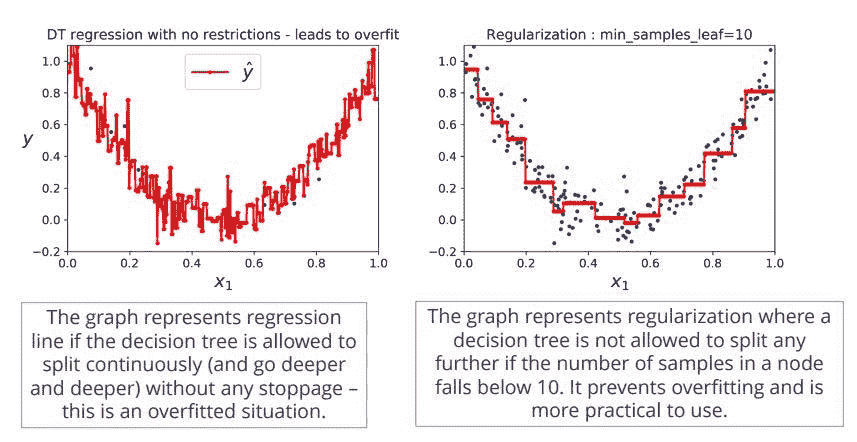 DT regression with no restrictions - leads to overfit
ŷ
y
1.0
0.8
0.6
0.4
0.2
0.0
−0.2
0.0 0.2 0.4 0.6 0.8 1.0
x₁
Regularization : min_samples_leaf=10
1.0
0.8
0.6
0.4
0.2
0.0
−0.2
0.0 0.2 0.4 0.6 0.8 1.0
x₁
The graph represents regression
line if the decision tree is allowed to
split continuously (and go deeper
and deeper) without any stoppage –
this is an overfitted situation.
The graph represents regularization where a
decision tree is not allowed to split any
further if the number of samples in a node
falls below 10. It prevents overfitting and is
more practical to use.